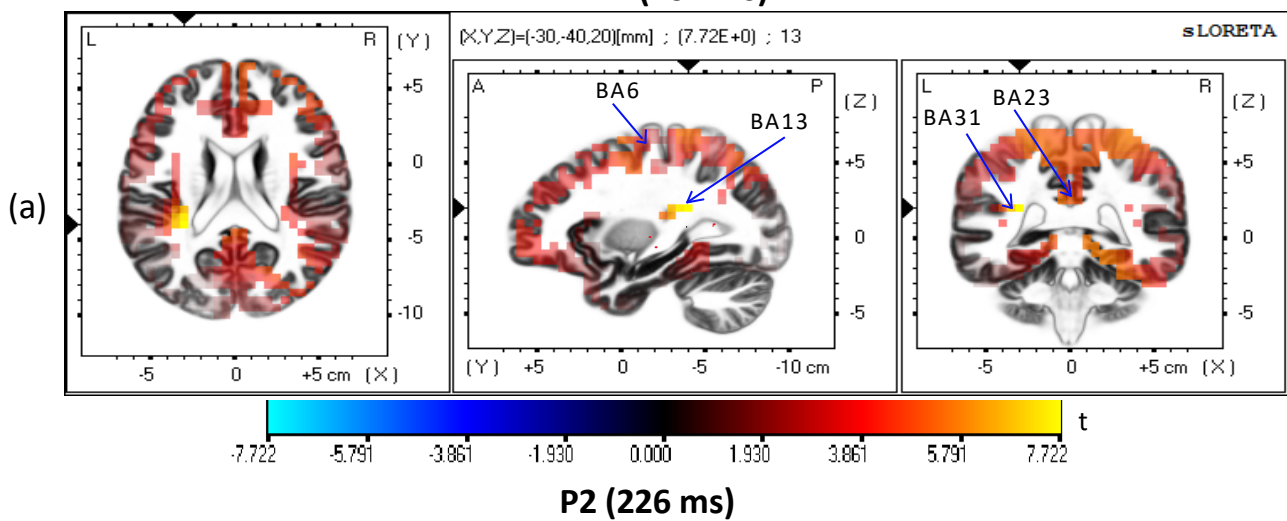 L R (Y)
(X,Y,Z)=(-30,-40,20)[mm] ; (7.72E+0) ; 13
sLORETA
+5
0
-5
-10
-5 0 +5 cm (X)
A P (Z)
BA6
BA13
+5
0
-5
(Y) +5 0 -5 -10 cm
L R (Z)
BA31
BA23
+5
0
-5
-5 0 +5 cm (X)
(a)
-7.722 -5.791 -3.861 -1.930 0.000 1.930 3.861 5.791 7.722
t
P2 (226 ms)